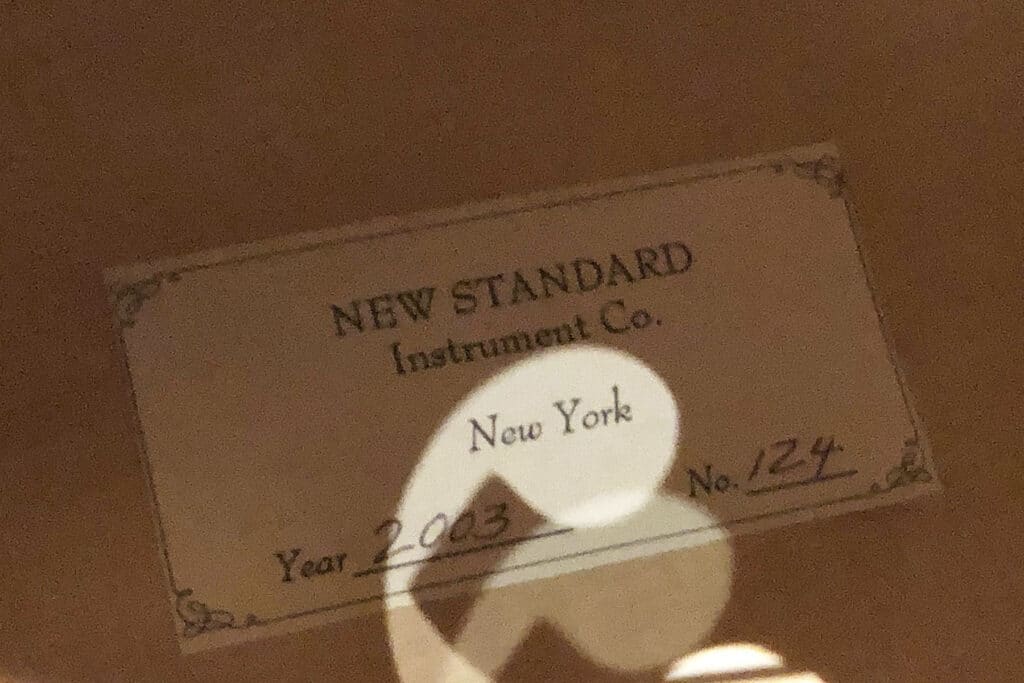 NEW STANDARD
Instrument Co.
New York
Year 2003 No. 124